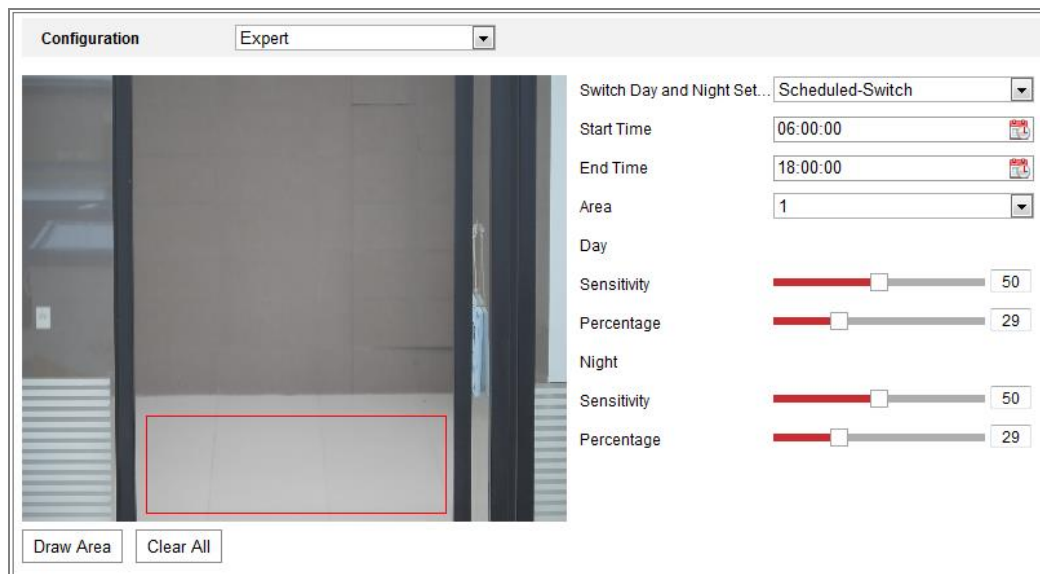 Configuration Expert
Switch Day and Night Set... Scheduled-Switch
Start Time 06:00:00
End Time 18:00:00
Area 1
Day
Sensitivity 50
Percentage 29
Night
Sensitivity 50
Percentage 29
Draw Area Clear All